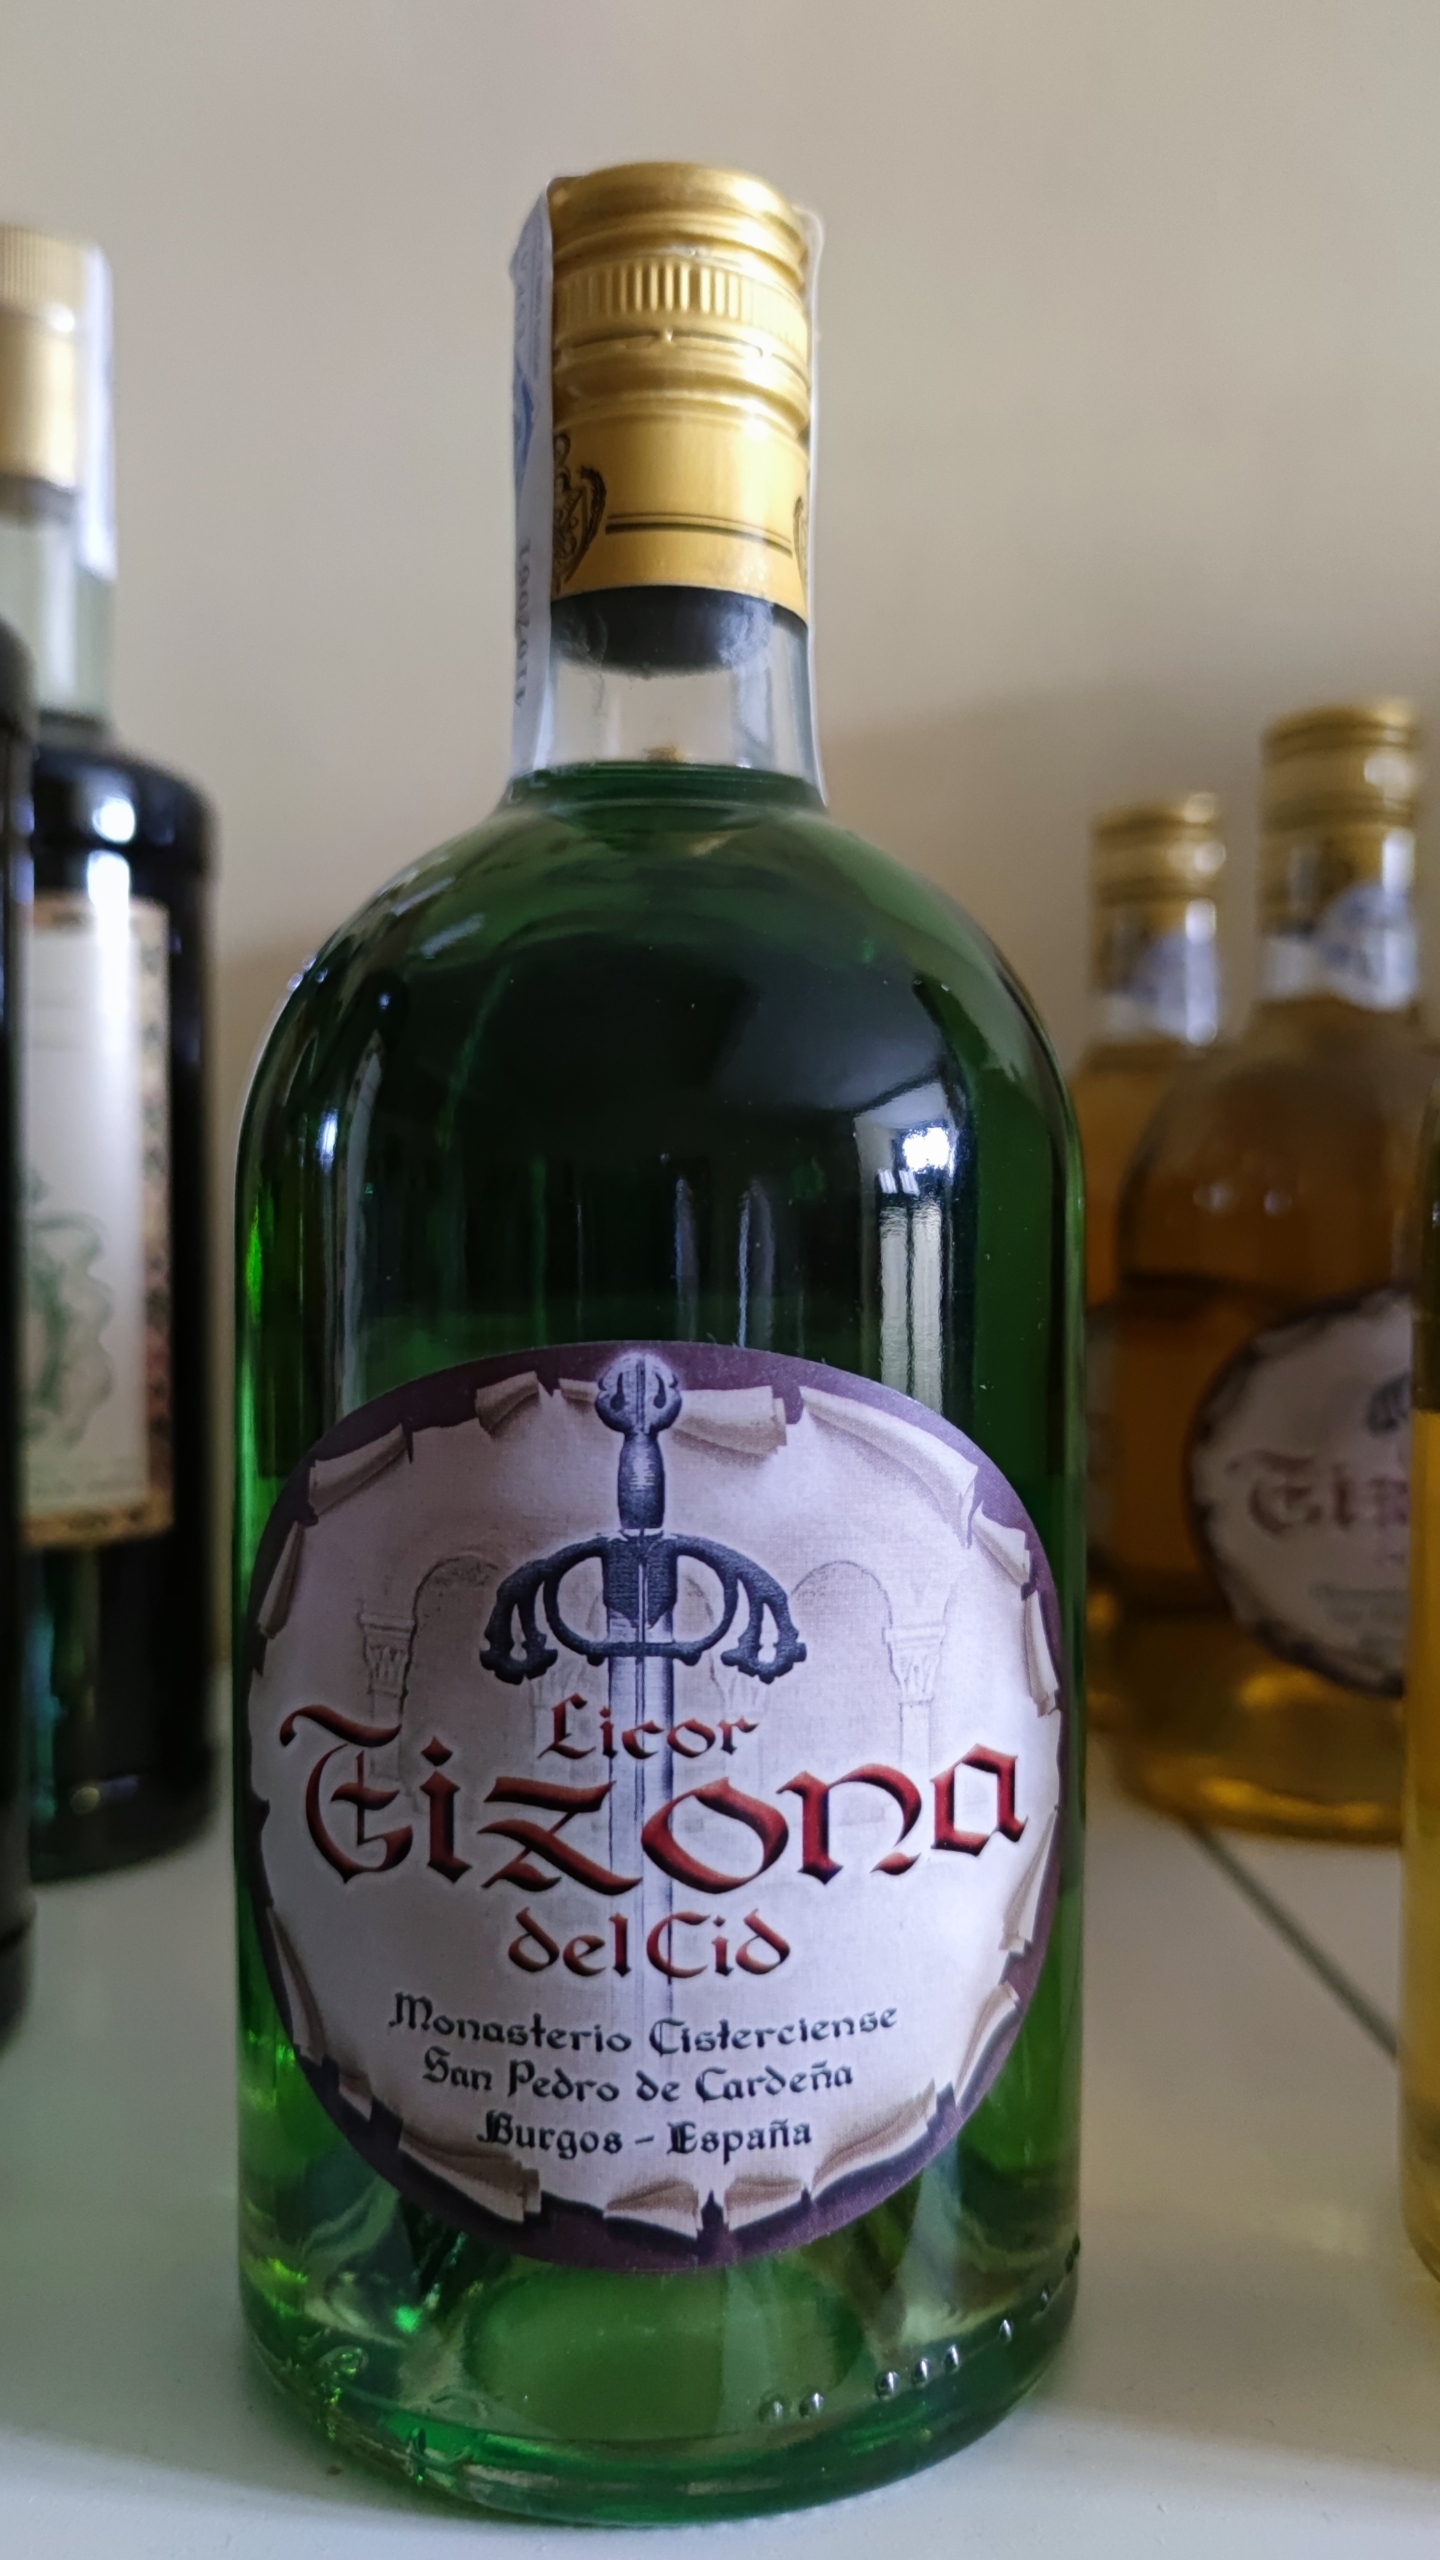 Licor
Tizona
del Cid
Monasterio Cisterciense
San Pedro de Cardeña
Burgos - España